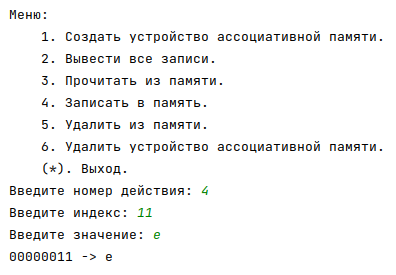 Меню:
1. Создать устройство ассоциативной памяти.
2. Вывести все записи.
3. Прочитать из памяти.
4. Записать в память.
5. Удалить из памяти.
6. Удалить устройство ассоциативной памяти.
(*). Выход.
Введите номер действия: 4
Введите индекс: 11
Введите значение: e
00000011 -> e